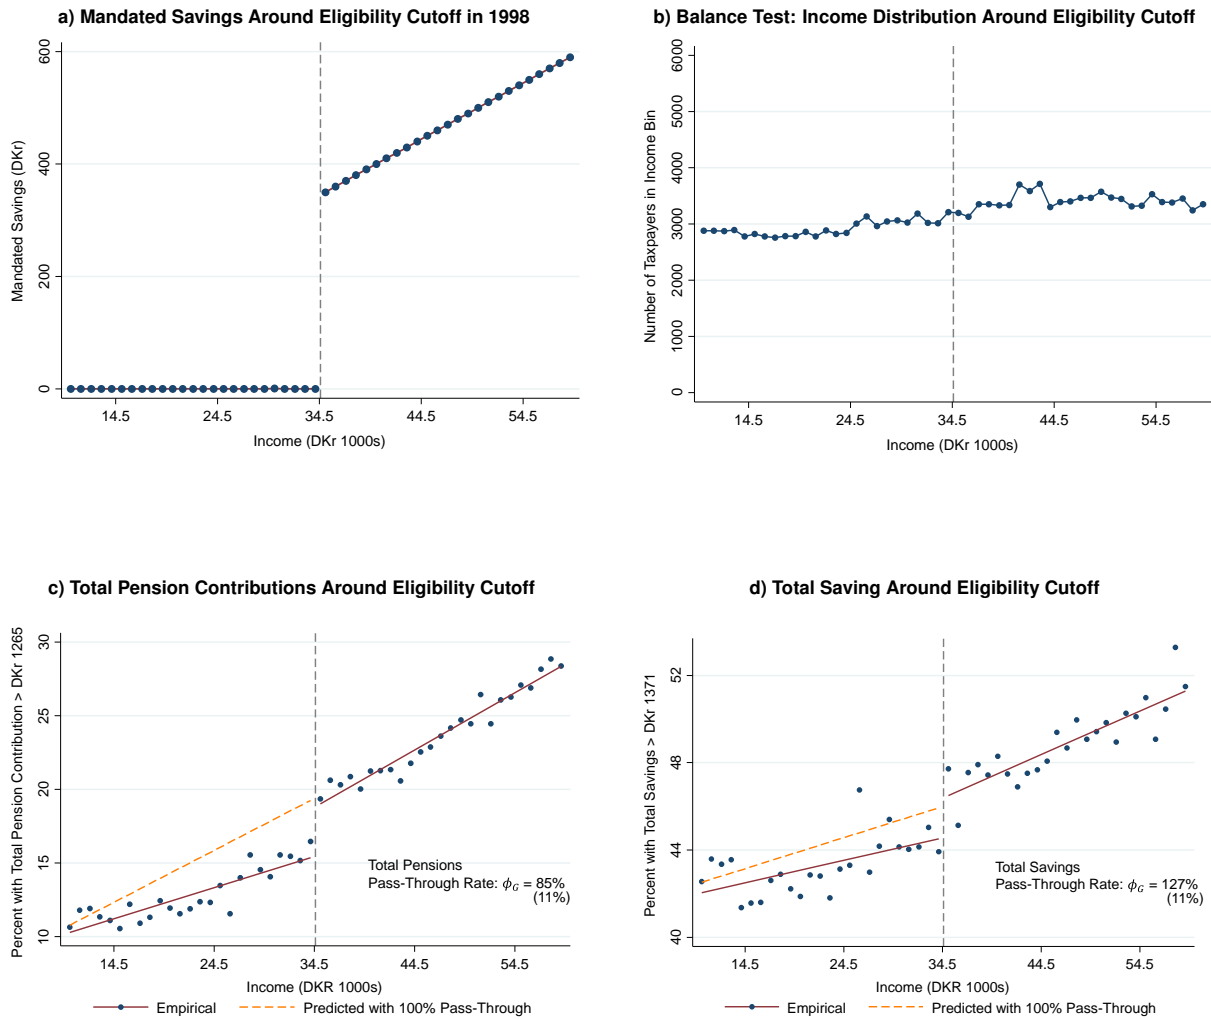 a) Mandated Savings Around Eligibility Cutoff in 1998
Mandated Savings (DKr)
600
400
200
0
14.5 24.5 34.5 44.5 54.5
Income (DKr 1000s)
b) Balance Test: Income Distribution Around Eligibility Cutoff
Number of Taxpayers in Income Bin
6000
5000
4000
3000
2000
1000
0
14.5 24.5 34.5 44.5 54.5
Income (DKr 1000s)
c) Total Pension Contributions Around Eligibility Cutoff
Percent with Total Pension Contribution > DKr 1265
30
25
20
15
10
Total Pensions
Pass-Through Rate: ϕ_G = 85%
(11%)
14.5 24.5 34.5 44.5 54.5
Income (DKR 1000s)
Empirical Predicted with 100% Pass-Through
d) Total Saving Around Eligibility Cutoff
Percent with Total Savings > DKr 1371
52
48
44
40
Total Savings
Pass-Through Rate: ϕ_G = 127%
(11%)
14.5 24.5 34.5 44.5 54.5
Income (DKR 1000s)
Empirical Predicted with 100% Pass-Through